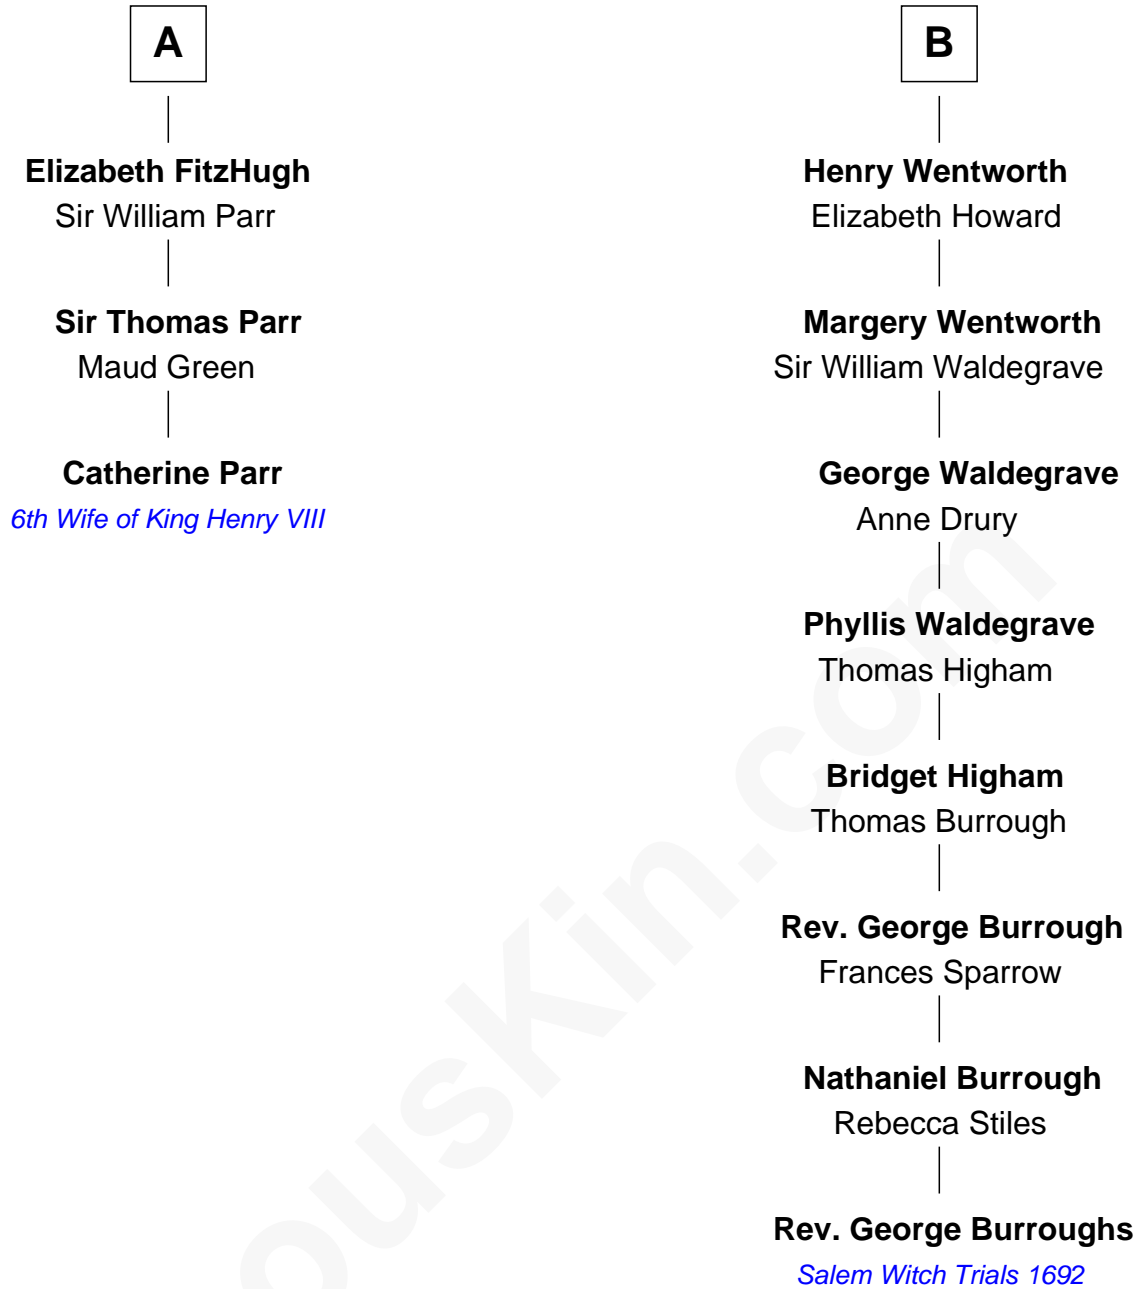 A
Elizabeth FitzHugh
Sir William Parr
Sir Thomas Parr
Maud Green
Catherine Parr
6th Wife of King Henry VIII
B
Henry Wentworth
Elizabeth Howard
Margery Wentworth
Sir William Waldegrave
George Waldegrave
Anne Drury
Phyllis Waldegrave
Thomas Higham
Bridget Higham
Thomas Burrough
Rev. George Burrough
Frances Sparrow
Nathaniel Burrough
Rebecca Stiles
Rev. George Burroughs
Salem Witch Trials 1692
ousKin.com